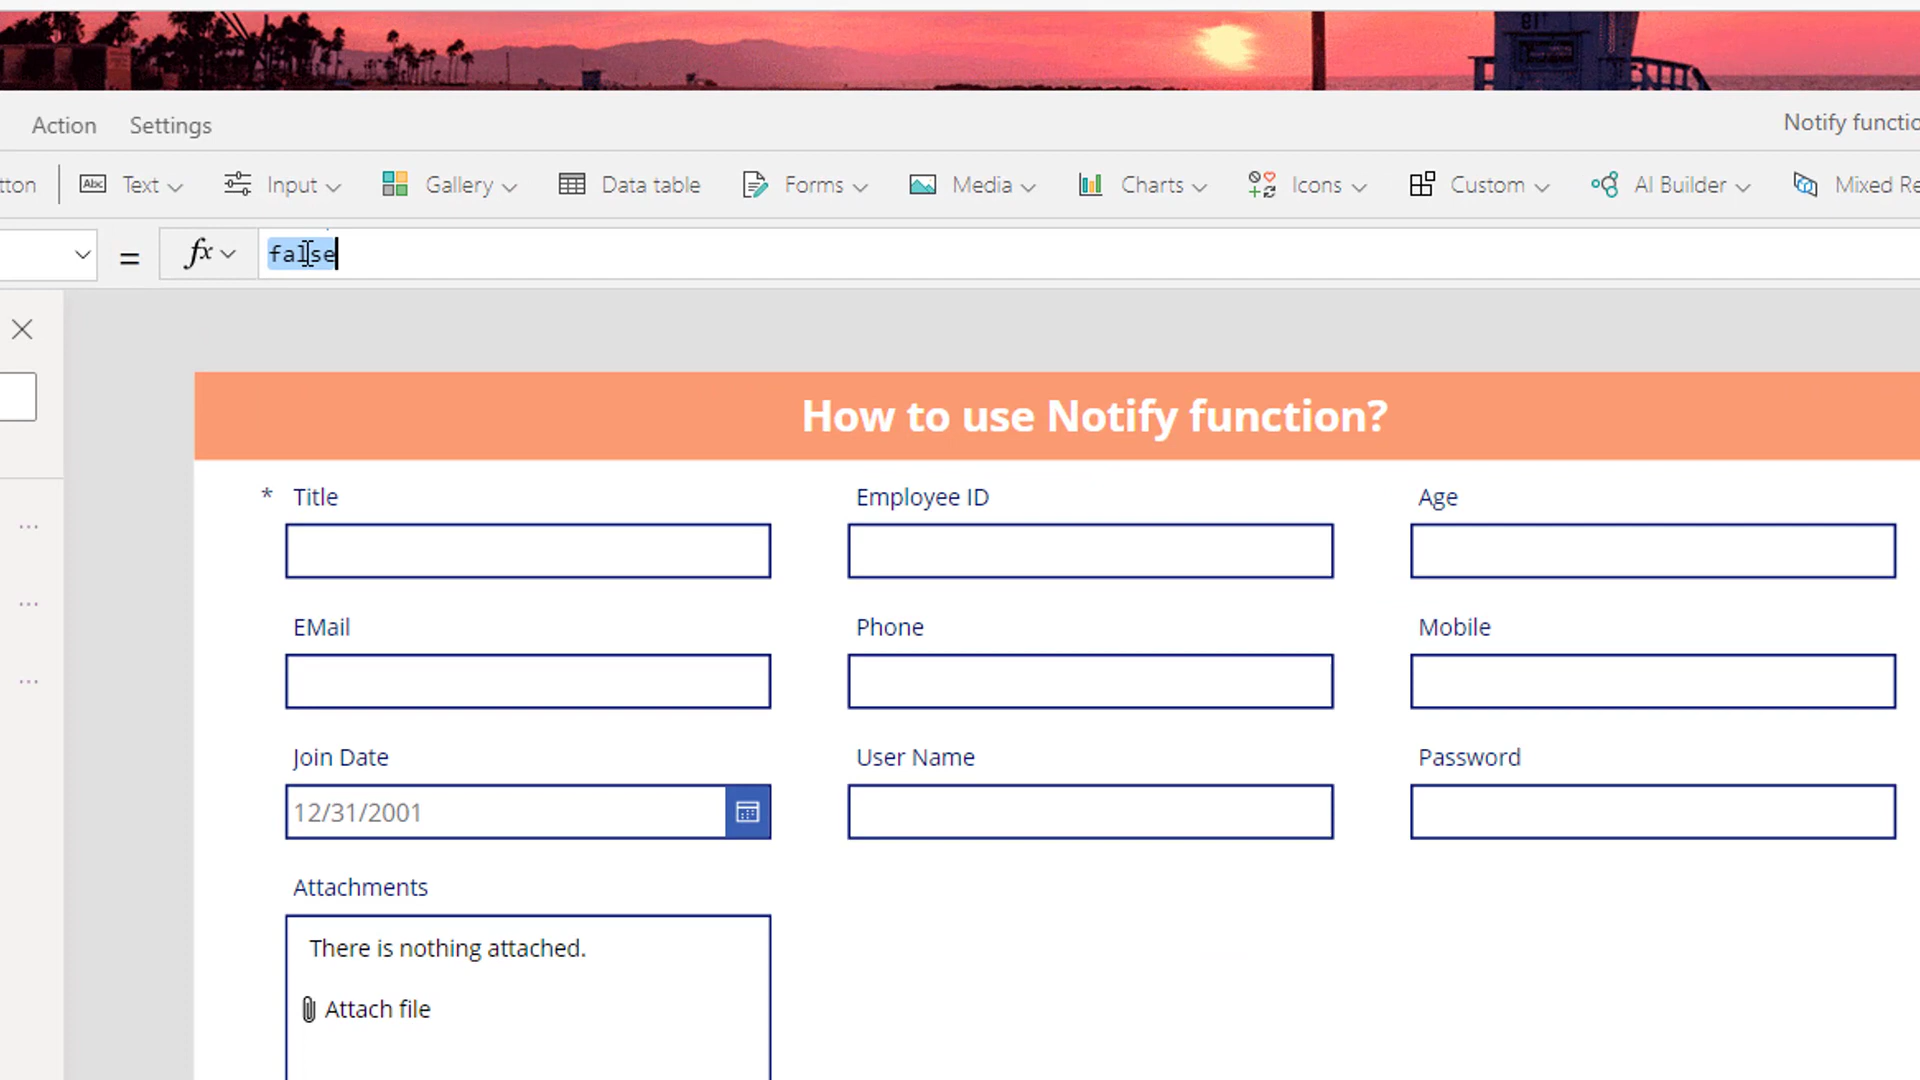 Action Settings Notify functio
tton Text Input Gallery Data table Forms Media Charts Icons Custom AI Builder Mixed Re
= fx false
How to use Notify function?
* Title Employee ID Age
EMail Phone Mobile
Join Date User Name Password
12/31/2001
Attachments
There is nothing attached.
Attach file